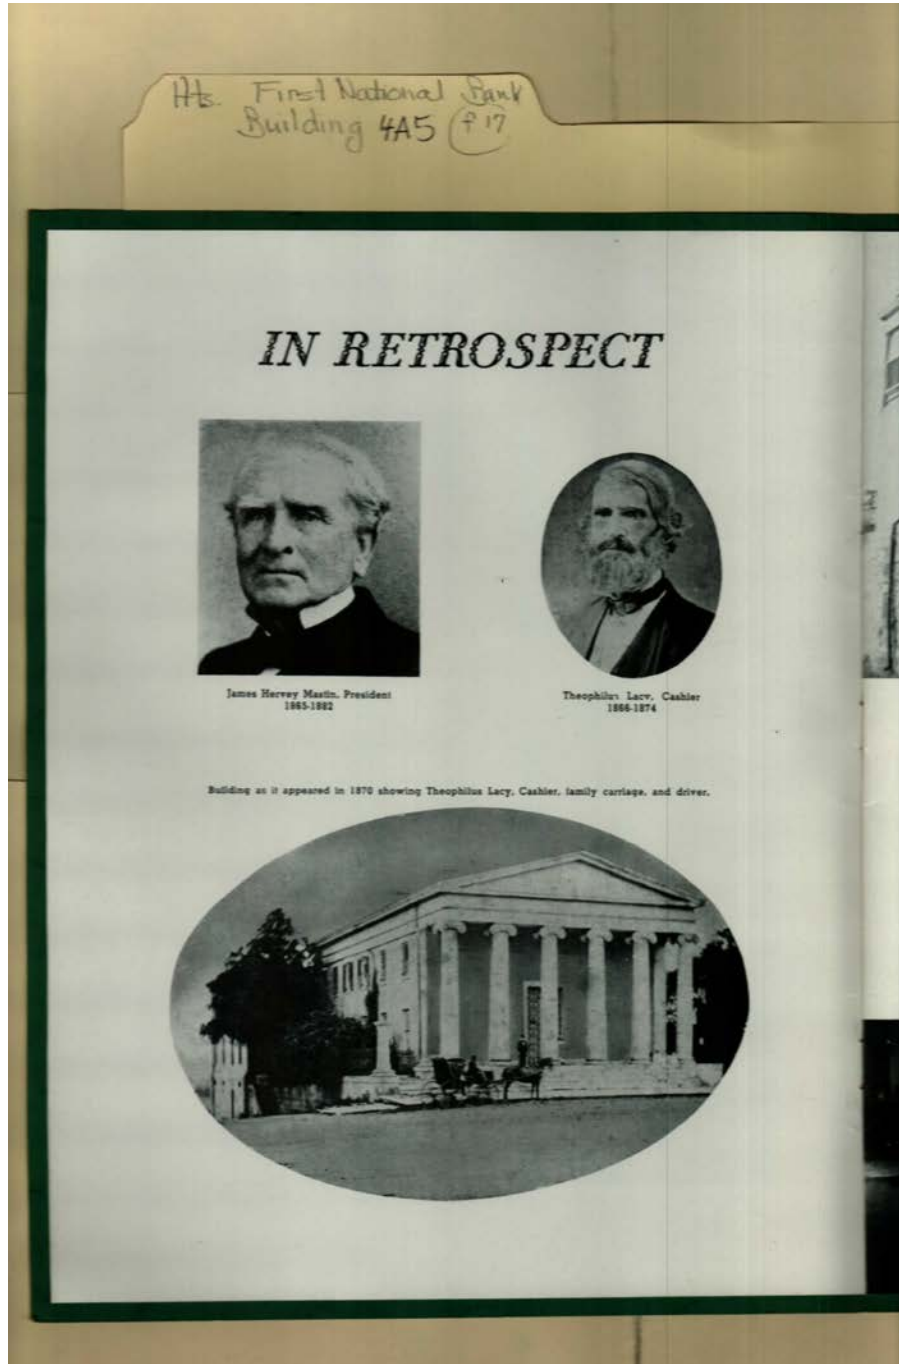 Hts. First National Bank
Building 4A5 f 17
IN RETROSPECT
James Hervey Mastin, President
1865-1882
Theophilus Lacy, Cashier
1866-1874
Building as it appeared in 1870 showing Theophilus Lacy, Cashier, family carriage, and driver.